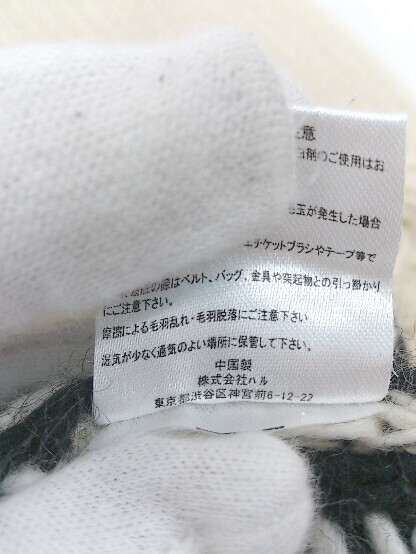 意
白剤のご使用はお
毛玉が発生した場合
エチケットブラシやテープ等で
の際はベルト、バッグ、金具や突起物との引っ掛かり
にご注意下さい。
摩擦による毛羽乱れ・毛羽脱落にご注意下さい
湿気が少なく通気のよい場所に保管して下さい。
中国製
株式会社ハル
東京都渋谷区神宮前6-12-22